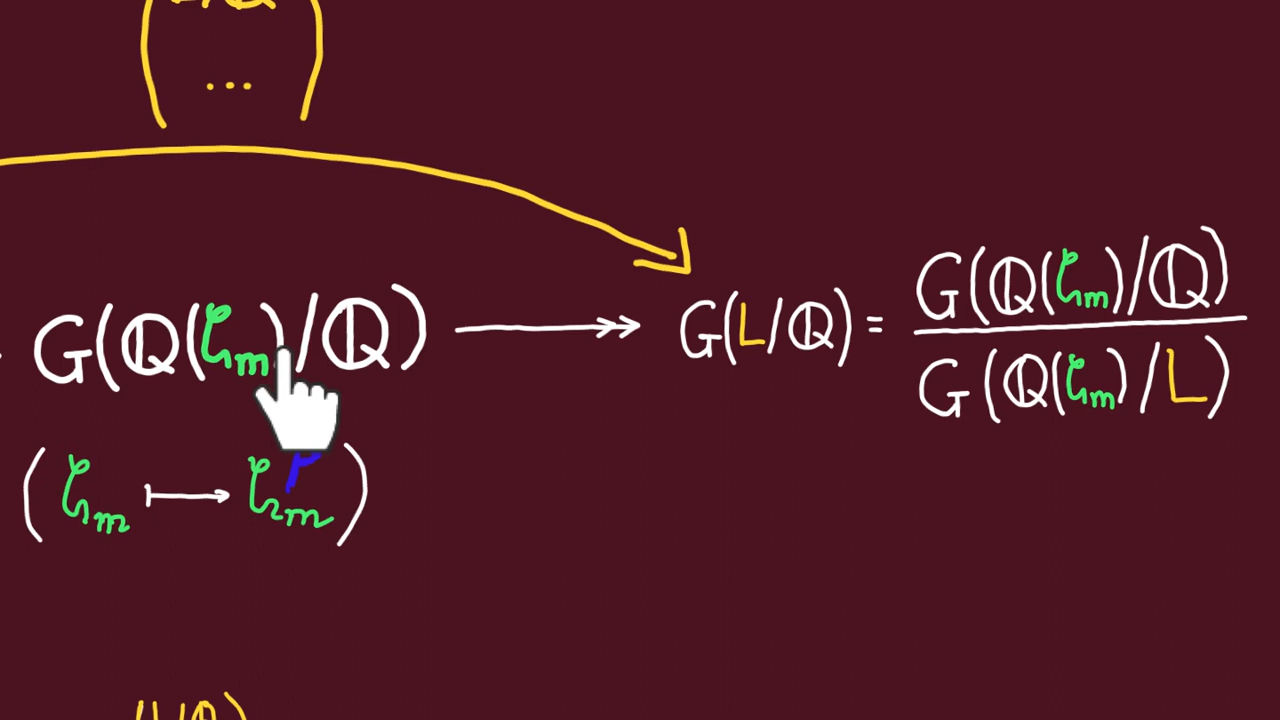 ...
G(ℚ(ζₘ)/ℚ) ↠ G(L/ℚ) = G(ℚ(ζₘ)/ℚ) / G(ℚ(ζₘ)/L)
(ζₘ ↦ ζₘ)